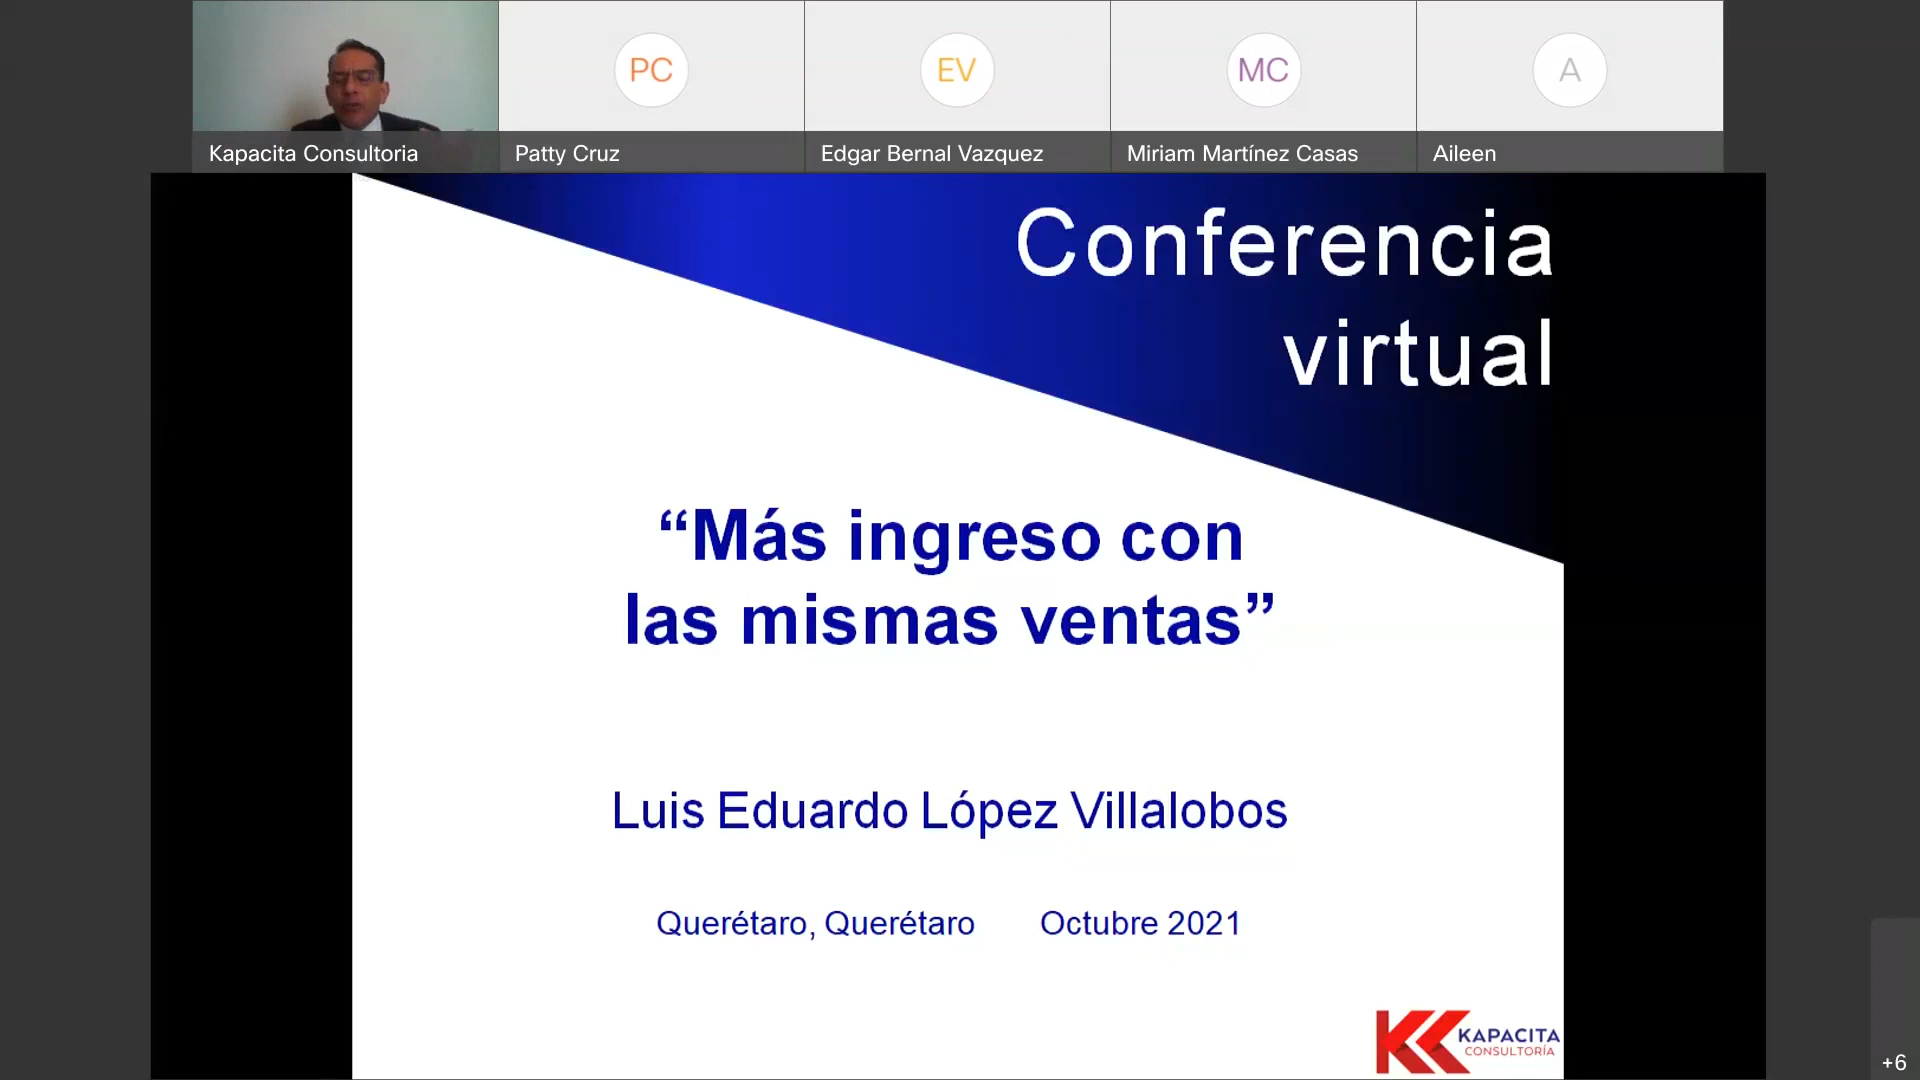 PC
EV
MC
A
Kapacita Consultoria
Patty Cruz
Edgar Bernal Vazquez
Miriam Martínez Casas
Aileen
Conferencia
virtual
“Más ingreso con
las mismas ventas”
Luis Eduardo López Villalobos
Querétaro, Querétaro Octubre 2021
KAPACITA
CONSULTORÍA
+6